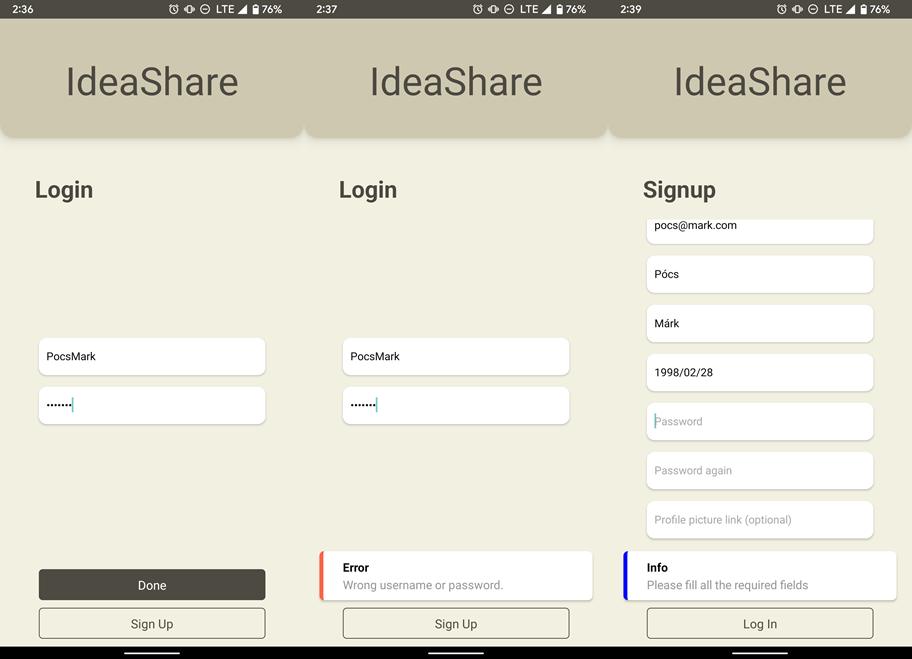 2:36
LTE
76%
IdeaShare
Login
PocsMark
•••••••
Done
Sign Up
2:37
LTE
76%
IdeaShare
Login
PocsMark
•••••••
Error
Wrong username or password.
Sign Up
2:39
LTE
76%
IdeaShare
Signup
pocs@mark.com
Pócs
Márk
1998/02/28
Password
Password again
Profile picture link (optional)
Info
Please fill all the required fields
Log In